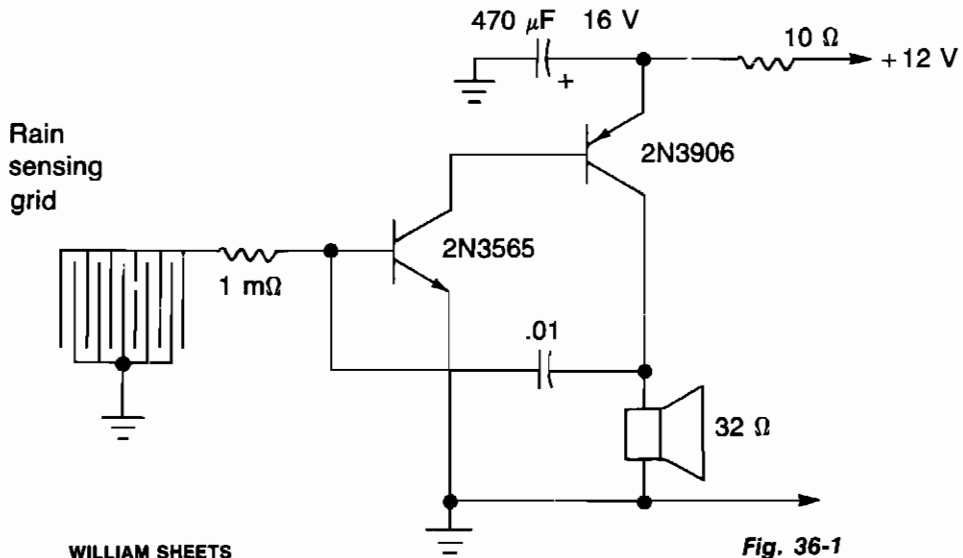 470 μF 16 V
10 Ω
+12 V
Rain
sensing
grid
2N3906
2N3565
1 mΩ
.01
32 Ω
WILLIAM SHEETS
Fig. 36-1